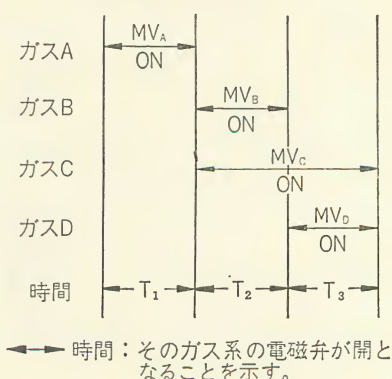 ガスA
MVA
ON
ガスB
MVB
ON
ガスC
MVC
ON
ガスD
MVD
ON
時間
T1
T2
T3
時間：そのガス系の電磁弁が開と
なることを示す。